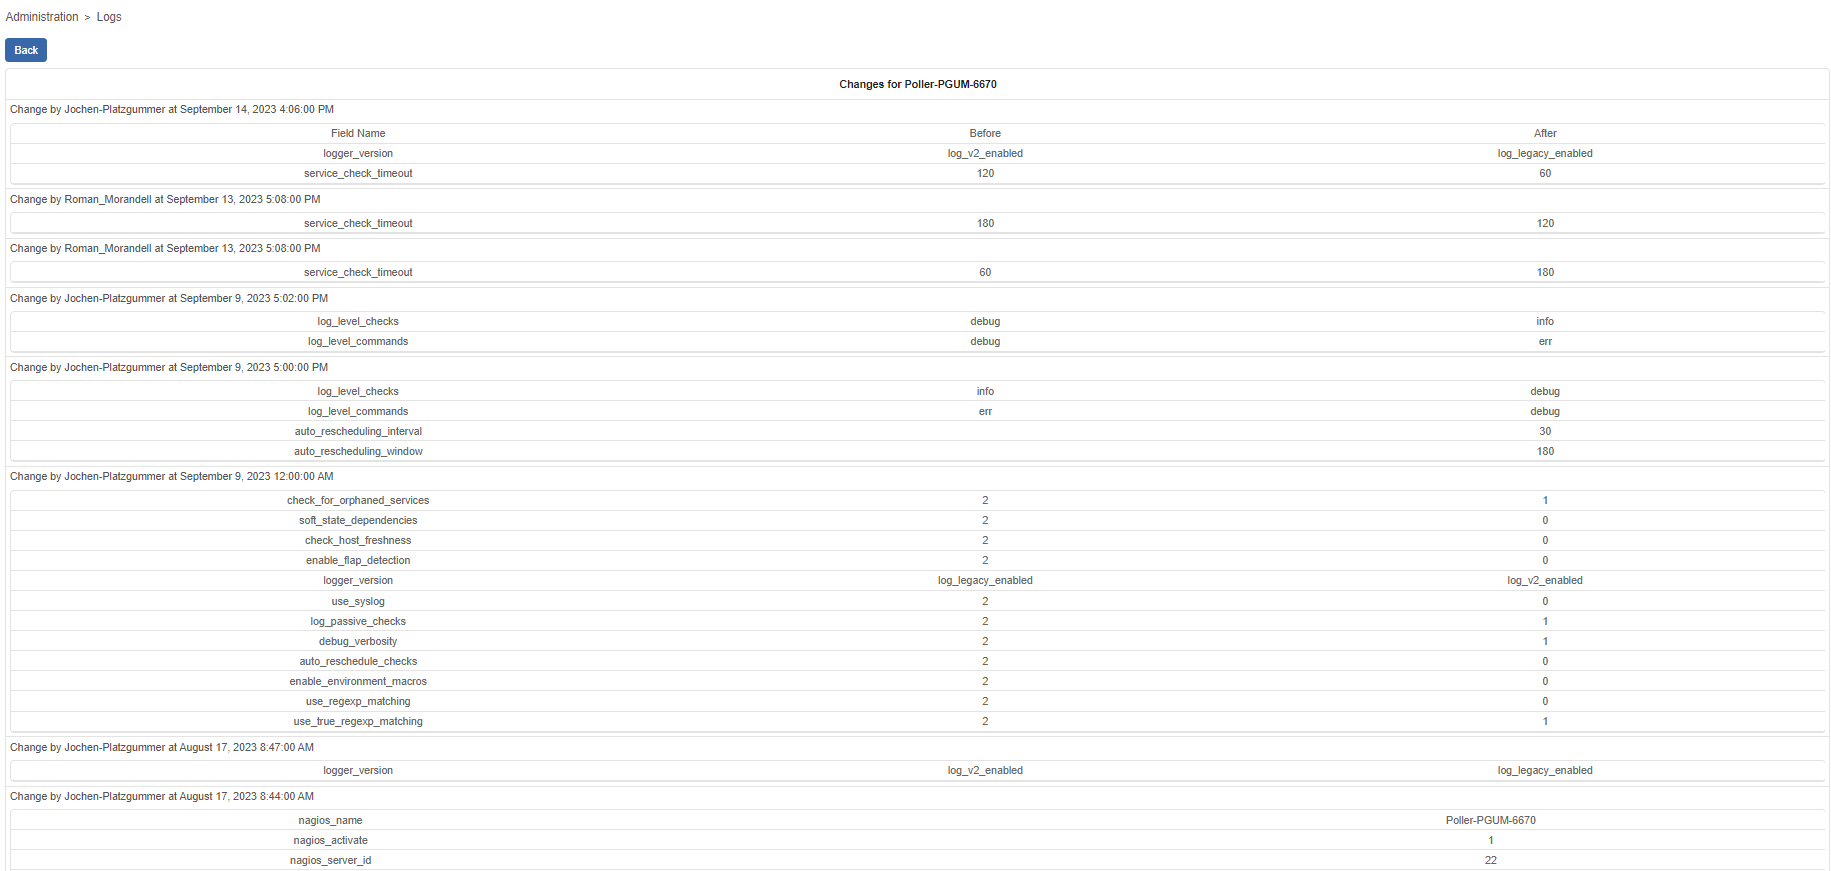 Administration > Logs
Back
Changes for Poller-PGUM-6670
Change by Jochen-Platzgummer at September 14, 2023 4:06:00 PM
Field Name Before After
logger_version log_v2_enabled log_legacy_enabled
service_check_timeout 120 60
Change by Roman_Morandell at September 13, 2023 5:08:00 PM
service_check_timeout 180 120
Change by Roman_Morandell at September 13, 2023 5:08:00 PM
service_check_timeout 60 180
Change by Jochen-Platzgummer at September 9, 2023 5:02:00 PM
log_level_checks debug info
log_level_commands debug err
Change by Jochen-Platzgummer at September 9, 2023 5:00:00 PM
log_level_checks info debug
log_level_commands err debug
auto_rescheduling_interval 30
auto_rescheduling_window 180
Change by Jochen-Platzgummer at September 9, 2023 12:00:00 AM
check_for_orphaned_services 2 1
soft_state_dependencies 2 0
check_host_freshness 2 0
enable_flap_detection 2 0
logger_version log_legacy_enabled log_v2_enabled
use_syslog 2 0
log_passive_checks 2 1
debug_verbosity 2 1
auto_reschedule_checks 2 0
enable_environment_macros 2 0
use_regexp_matching 2 0
use_true_regexp_matching 2 1
Change by Jochen-Platzgummer at August 17, 2023 8:47:00 AM
logger_version log_v2_enabled log_legacy_enabled
Change by Jochen-Platzgummer at August 17, 2023 8:44:00 AM
nagios_name Poller-PGUM-6670
nagios_activate 1
nagios_server_id 22